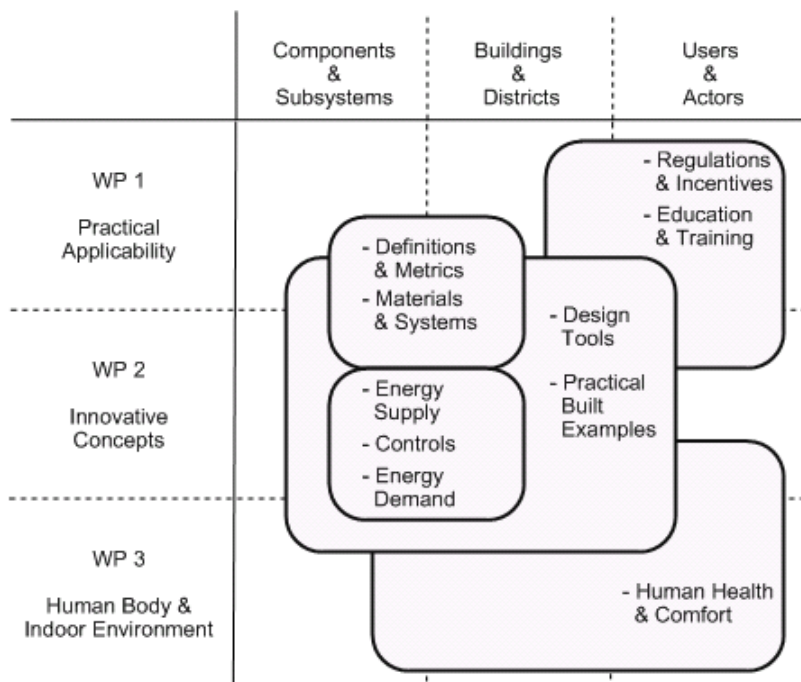 Components
&
Subsystems
Buildings
&
Districts
Users
&
Actors
WP 1
Practical
Applicability
- Regulations
& Incentives
- Education
& Training
- Definitions
& Metrics
- Materials
& Systems
- Design
Tools
- Practical
Built
Examples
WP 2
Innovative
Concepts
- Energy
Supply
- Controls
- Energy
Demand
WP 3
Human Body &
Indoor Environment
- Human Health
& Comfort